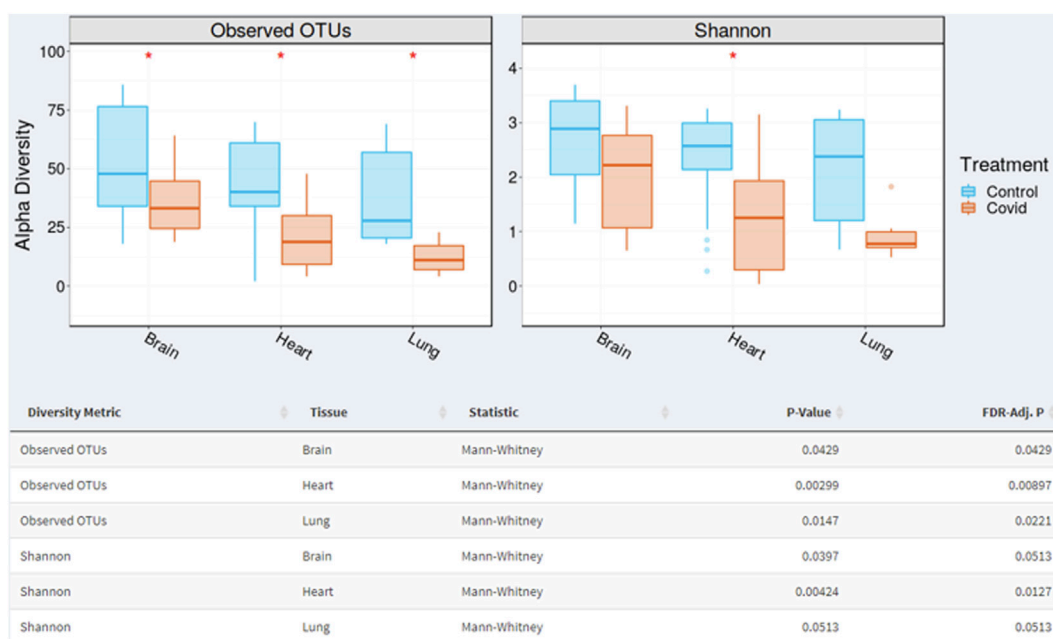 Observed OTUs
Shannon
100
75
50
25
0
Alpha Diversity
*
*
*
Brain
Heart
Lung
4
3
2
1
0
*
Brain
Heart
Lung
Treatment
Control
Covid
Diversity Metric Tissue Statistic P-Value FDR-Adj. P
Observed OTUs Brain Mann-Whitney 0.0429 0.0429
Observed OTUs Heart Mann-Whitney 0.00299 0.00897
Observed OTUs Lung Mann-Whitney 0.0147 0.0221
Shannon Brain Mann-Whitney 0.0397 0.0513
Shannon Heart Mann-Whitney 0.00424 0.0127
Shannon Lung Mann-Whitney 0.0513 0.0513